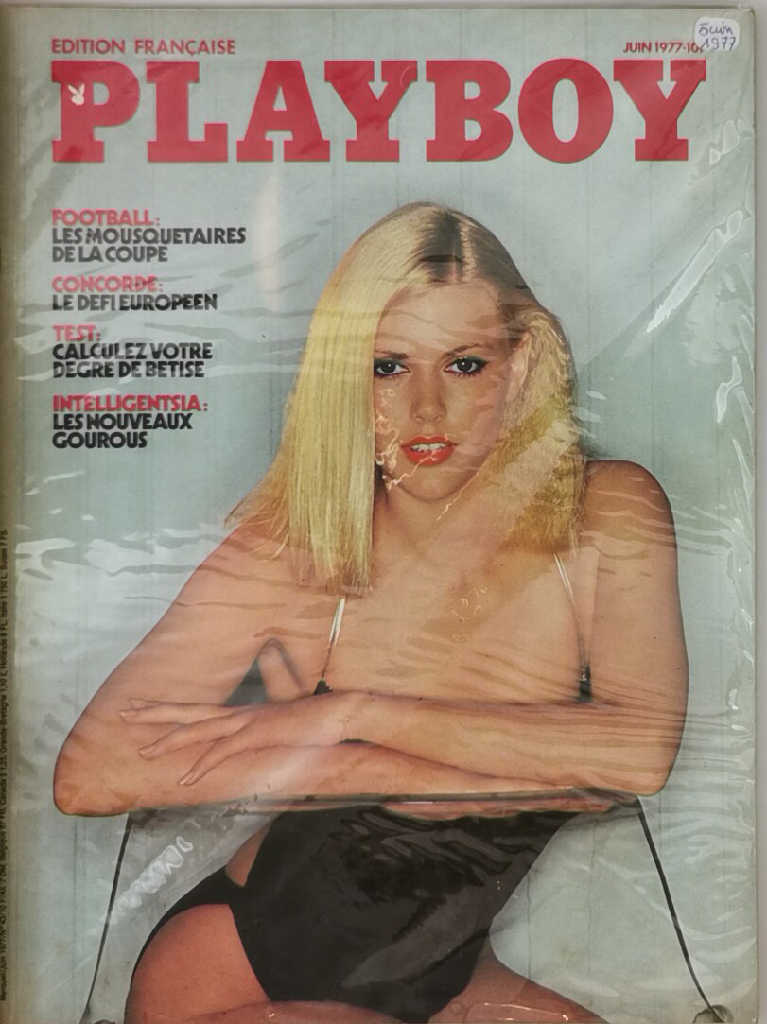 EDITION FRANÇAISE
JUIN 1977-10F
Juin
1977
PLAYBOY
FOOTBALL:
LES MOUSQUETAIRES
DE LA COUPE
CONCORDE:
LE DEFI EUROPEEN
TEST:
CALCULEZ VOTRE
DEGRE DE BETISE
INTELLIGENTSIA:
LES NOUVEAUX
GOUROUS